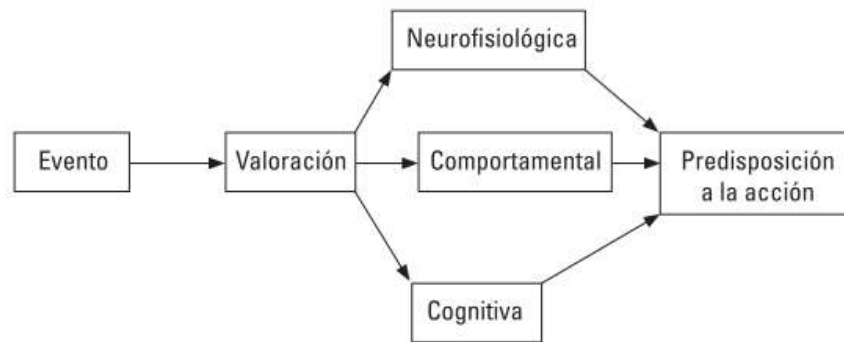 Neurofisiológica
Evento
Valoración
Comportamental
Predisposición
a la acción
Cognitiva